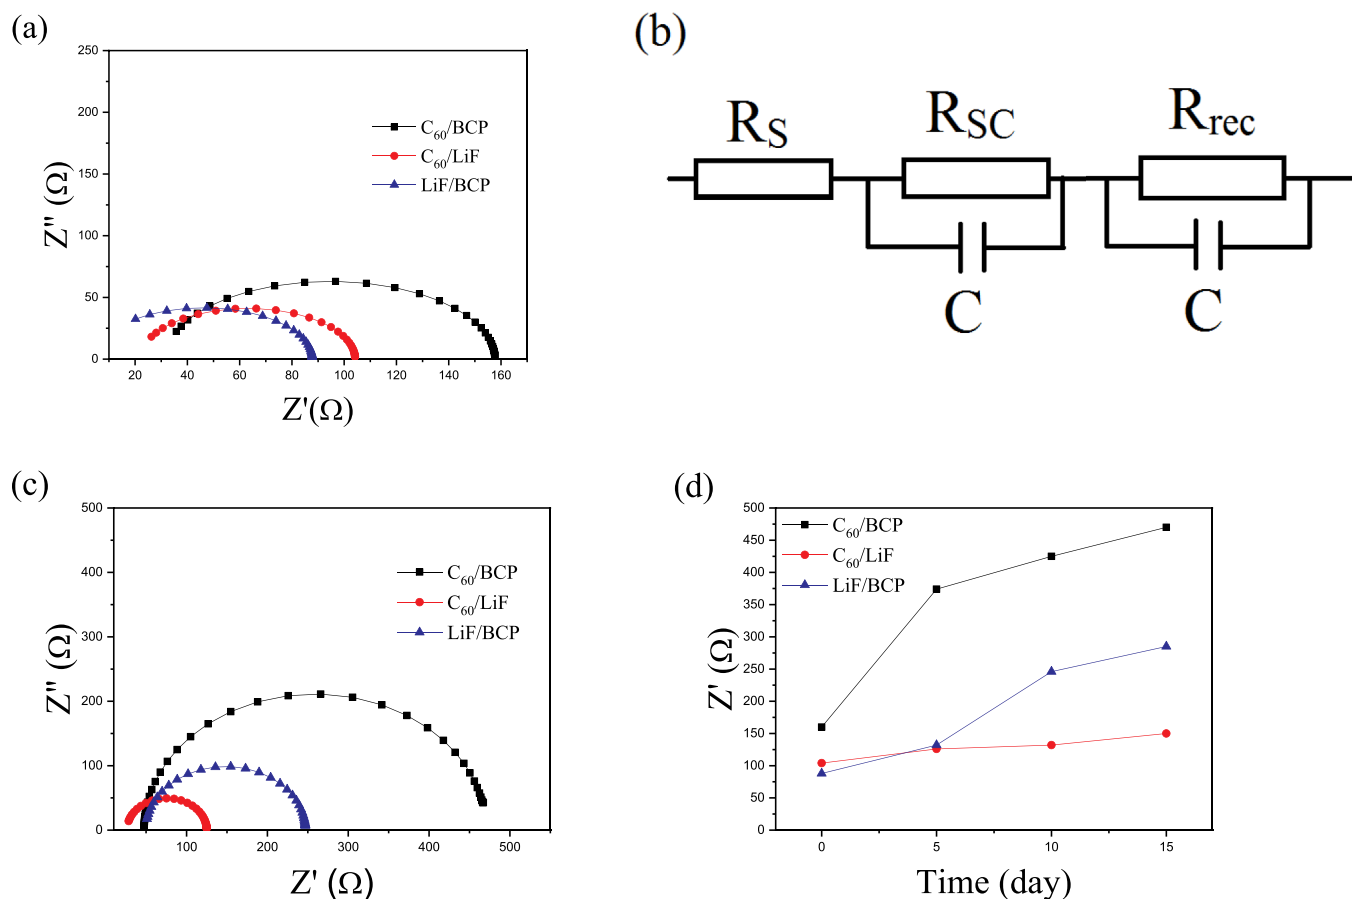 (a)
250
200
150
100
50
0
Z'' (Ω)
C60/BCP
C60/LiF
LiF/BCP
20 40 60 80 100 120 140 160
Z'(Ω)
(b)
RS
RSC
Rrec
C
C
(c)
500
400
300
200
100
0
Z'' (Ω)
C60/BCP
C60/LiF
LiF/BCP
100 200 300 400 500
Z' (Ω)
(d)
500
450
400
350
300
250
200
150
100
50
0
Z' (Ω)
C60/BCP
C60/LiF
LiF/BCP
0 5 10 15
Time (day)